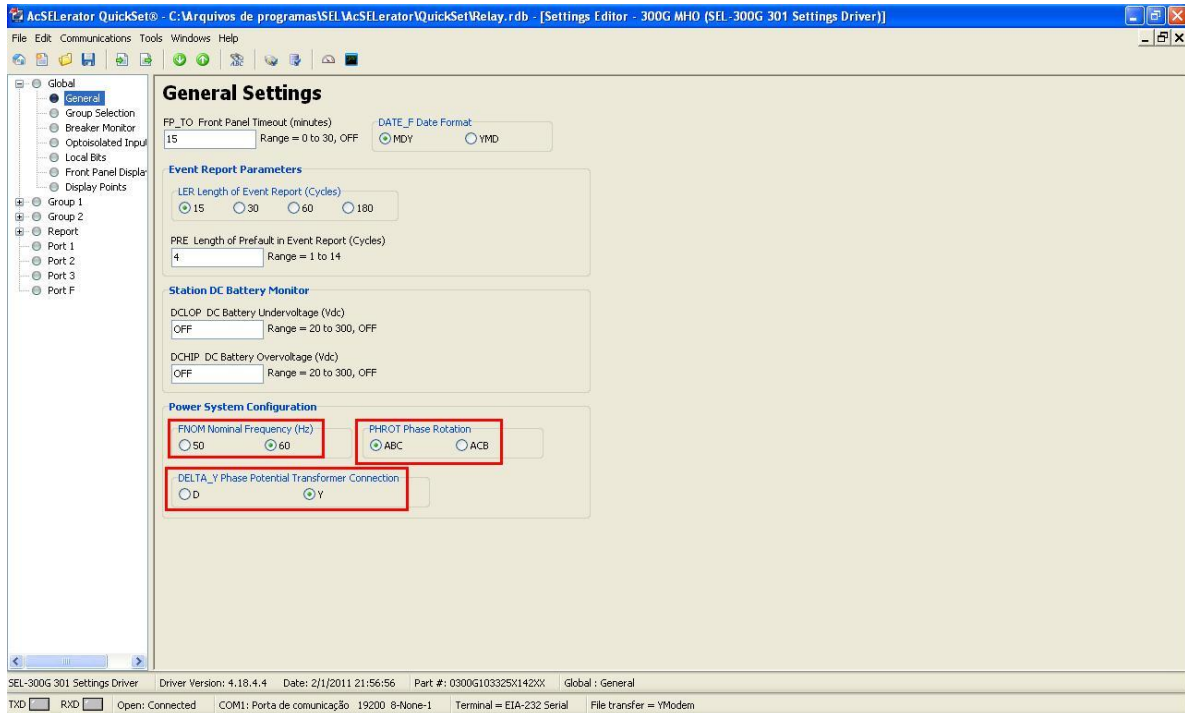 AcSELerator QuickSet® - C:\Arquivos de programas\SEL\AcSELerator\QuickSet\Relay.rdb - [Settings Editor - 300G MHO (SEL-300G 301 Settings Driver)]
File Edit Communications Tools Windows Help
Global
General
Group Selection
Breaker Monitor
Optoisolated Input
Local Bits
Front Panel Display
Display Points
Group 1
Group 2
Report
Port 1
Port 2
Port 3
Port F
General Settings
FP_TO Front Panel Timeout (minutes)
15 Range = 0 to 30, OFF
DATE_F Date Format
MDY YMD
Event Report Parameters
LER Length of Event Report (Cycles)
15 30 60 180
PRE Length of Prefault in Event Report (Cycles)
4 Range = 1 to 14
Station DC Battery Monitor
DCLOP DC Battery Undervoltage (Vdc)
OFF Range = 20 to 300, OFF
DCHIP DC Battery Overvoltage (Vdc)
OFF Range = 20 to 300, OFF
Power System Configuration
FNOM Nominal Frequency (Hz)
50 60
PHROT Phase Rotation
ABC ACB
DELTA_Y Phase Potential Transformer Connection
D Y
SEL-300G 301 Settings Driver Driver Version: 4.18.4.4 Date: 2/1/2011 21:56:56 Part #: 0300G103325X142XX Global : General
TXD RXD Open: Connected COM1: Porta de comunicação 19200 8-None-1 Terminal = EIA-232 Serial File transfer = YModem